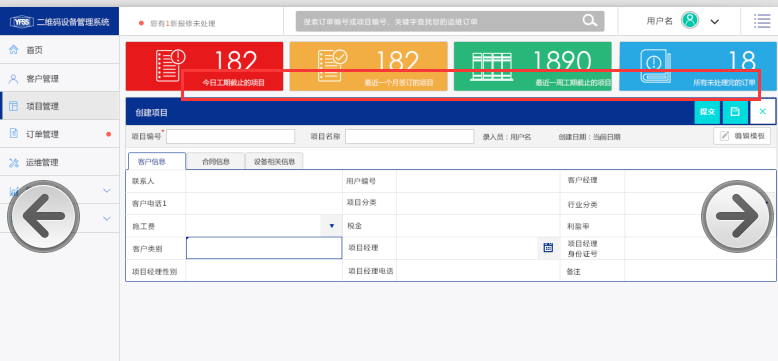 YFSS 二维码设备管理系统
您有1新报修未处理
搜索订单编号或项目编号、关键字查找您的运维订单
用户名
首页
客户管理
项目管理
订单管理
运维管理
182
今日工期截止的项目
182
最近一个月签订的项目
1890
最近一周工期截止的项目
18
所有未处理完的订单
创建项目
提交
项目编号*
项目名称
录入员：用户名
创建日期：当前日期
编辑模板
客户信息 合同信息 设备相关信息
联系人 用户编号 客户经理
客户电话1 项目分类 行业分类
施工费 税金 利盈率
客户类别 项目经理 项目经理身份证号
项目经理性别 项目经理电话 备注